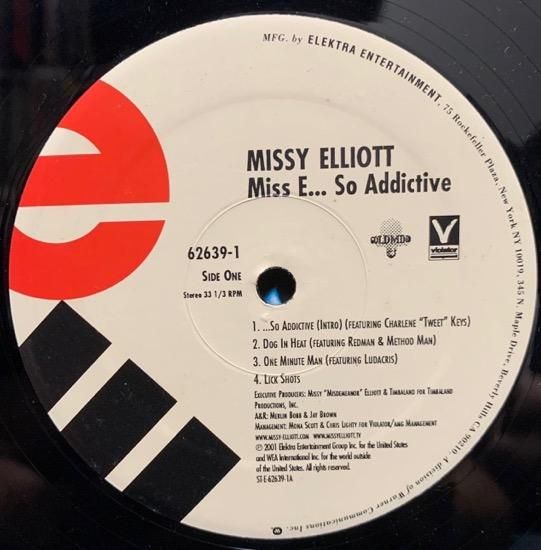 MFG. by ELEKTRA ENTERTAINMENT, 75 Rockefeller Plaza, New York NY 10019, 345 N. Maple Drive, Beverly Hills CA 90210. A division of Warner Communications Inc.
MISSY ELLIOTT
Miss E... So Addictive
62639-1
SIDE ONE
Stereo 33 1/3 RPM
GOLDMIND
V
violator
1. ...SO ADDICTIVE (INTRO) (FEATURING CHARLENE "TWEET" KEYS)
2. DOG IN HEAT (FEATURING REDMAN & METHOD MAN)
3. ONE MINUTE MAN (FEATURING LUDACRIS)
4. LICK SHOTS
EXECUTIVE PRODUCERS: MISSY "MISDEMEANOR" ELLIOTT & TIMBALAND FOR TIMBALAND
PRODUCTIONS, INC.
A&R: MERLIN BOBB & JAY BROWN
MANAGEMENT: MONA SCOTT & CHRIS LIGHTY FOR VIOLATOR/AMG MANAGEMENT
WWW.MISSY-ELLIOTT.COM WWW.MISSYELLIOTT.TV
℗ © 2001 Elektra Entertainment Group Inc. for the United States
and WEA International Inc. for the world outside
of the United States. All rights reserved.
ST-E-62639-1A